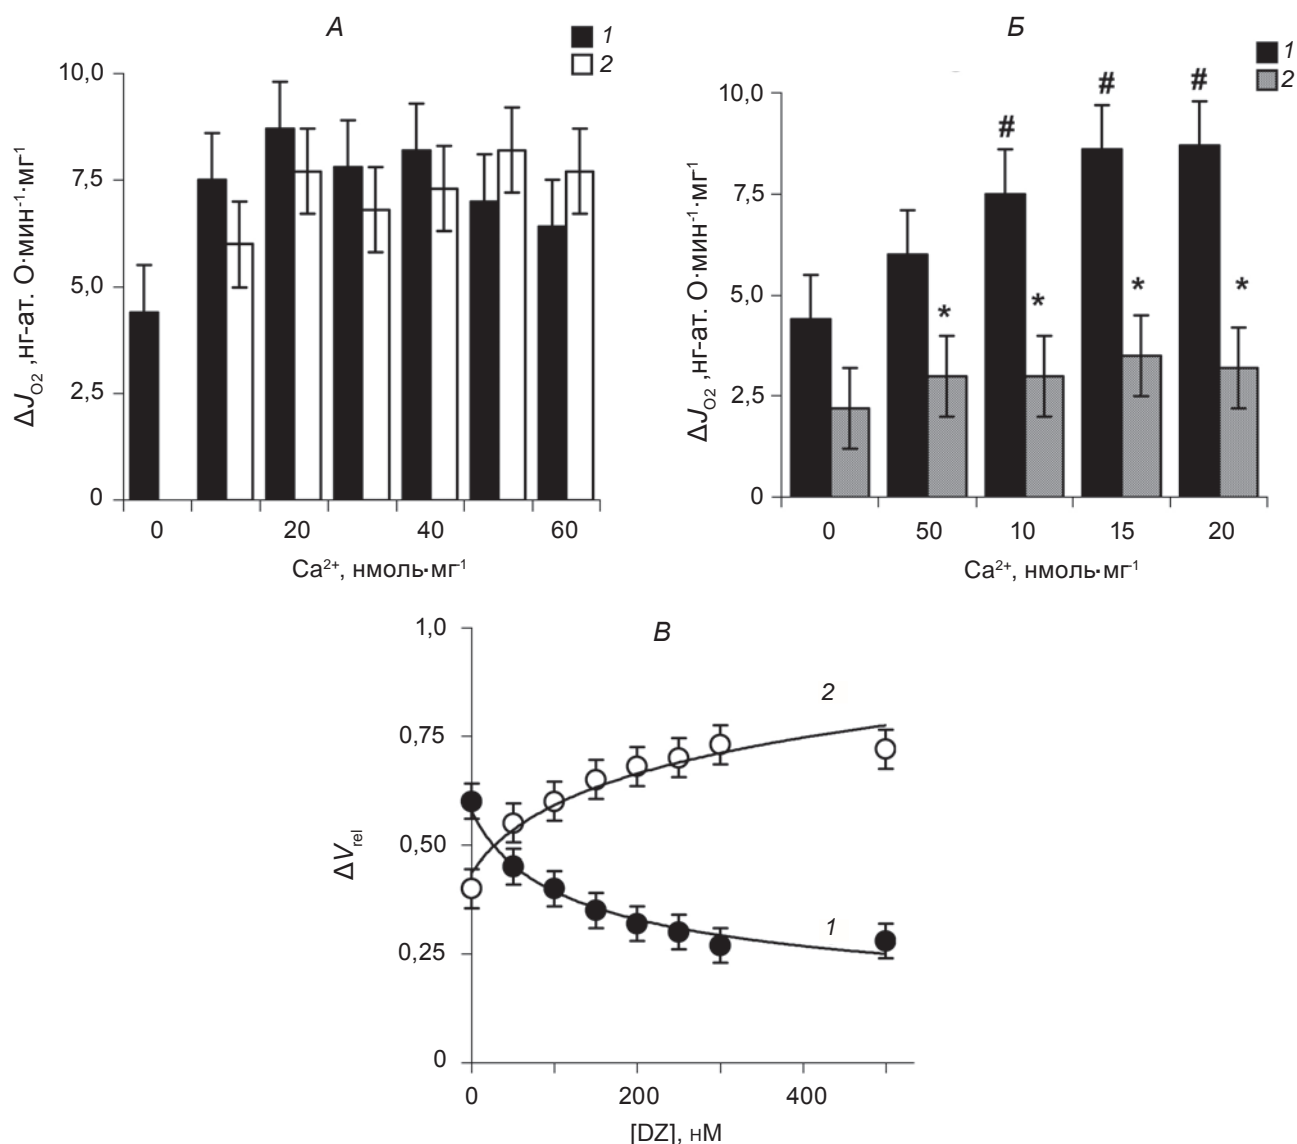 А
1
2
10,0
7,5
5,0
2,5
0
ΔJO2 ,нг-ат. О·мин-1·мг-1
0 20 40 60
Ca2+, нмоль·мг-1
Б
1
2
10,0
7,5
5,0
2,5
0
ΔJO2 ,нг-ат. О·мин-1·мг-1
# # #
* * * *
0 50 10 15 20
Ca2+, нмоль·мг-1
В
1,0
0,75
0,50
0,25
0
ΔVrel
2
1
0 200 400
[DZ], нМ